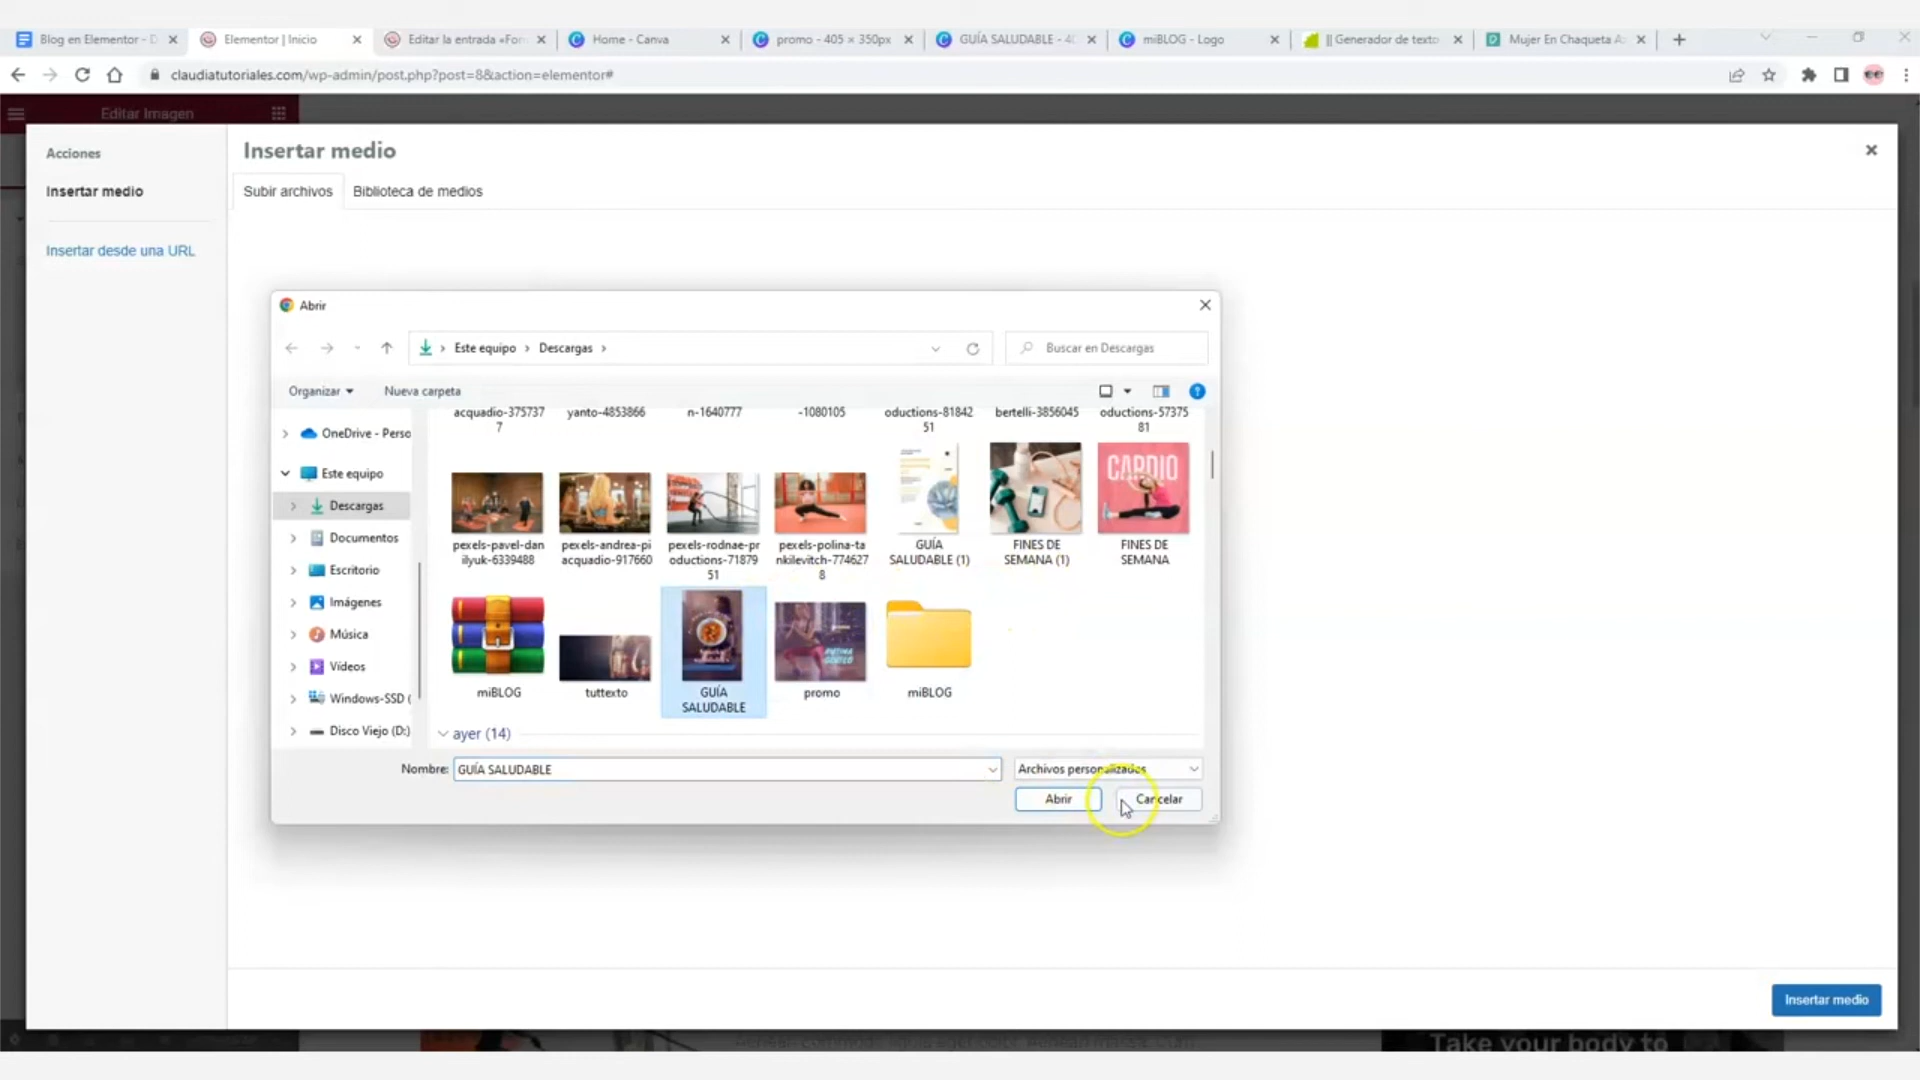 Blog en Elementor - D
Elementor | Inicio
Editar la entrada «For
Home - Canva
promo - 405 × 350px
GUÍA SALUDABLE - 4
miBLOG - Logo
|| Generador de texto
Mujer En Chaqueta A
claudiatutoriales.com/wp-admin/post.php?post=8&action=elementor#
Editar Imagen
Acciones
Insertar medio
Insertar medio
Subir archivos
Biblioteca de medios
Insertar desde una URL
Abrir
Este equipo > Descargas >
Buscar en Descargas
Organizar
Nueva carpeta
acquadio-375737
7
yanto-4853866
n-1640777
-1080105
oductions-81842
51
bertelli-3856045
oductions-57375
81
OneDrive - Perso
Este equipo
Descargas
Documentos
Escritorio
Imágenes
Música
Vídeos
Windows-SSD (
Disco Viejo (D:)
CARDIO
pexels-pavel-dan
ilyuk-6339488
pexels-andrea-pi
acquadio-917660
pexels-rodnae-pr
oductions-71879
51
pexels-polina-ta
nkilevitch-774627
8
GUÍA
SALUDABLE (1)
FINES DE
SEMANA (1)
FINES DE
SEMANA
miBLOG
tuttexto
GUÍA
SALUDABLE
promo
miBLOG
ayer (14)
Nombre:
GUÍA SALUDABLE
Archivos personalizados
Abrir
Cancelar
Insertar medio
Take your body to